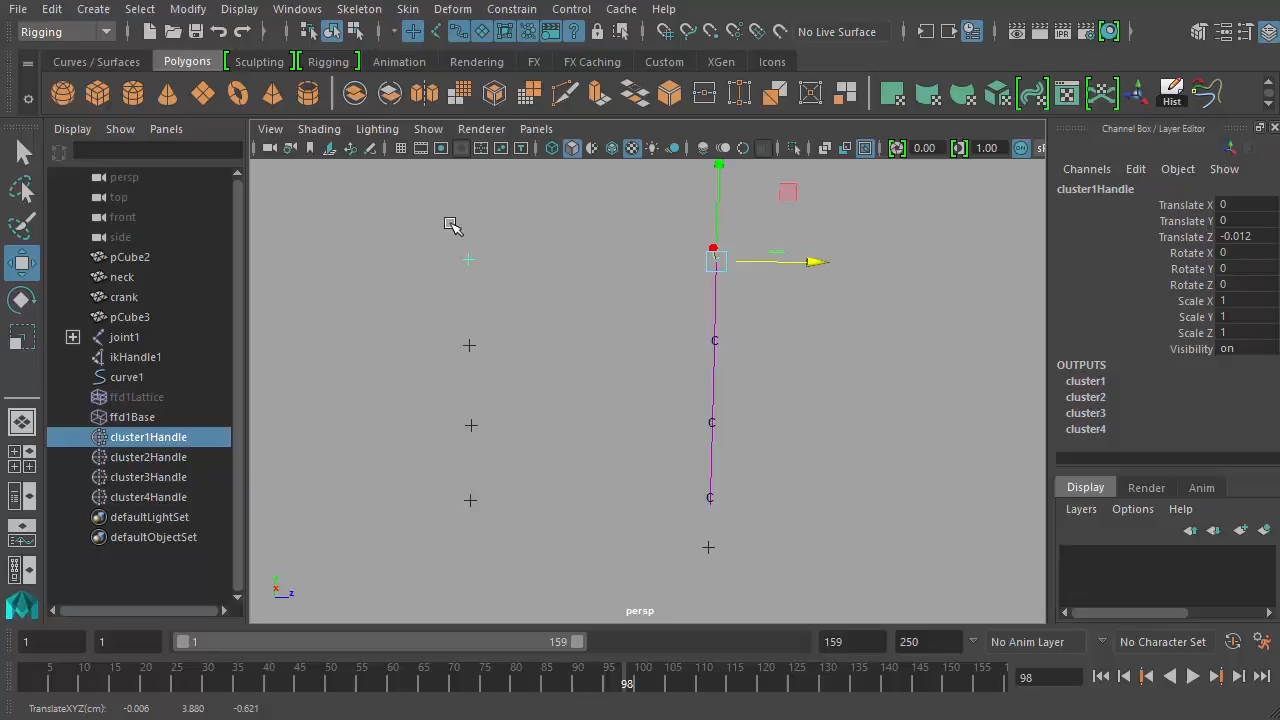 File Edit Create Select Modify Display Windows Skeleton Skin Deform Constrain Control Cache Help
Rigging
No Live Surface
Curves / Surfaces Polygons Sculpting Rigging Animation Rendering FX FX Caching Custom XGen Icons
Hist
Display Show Panels
View Shading Lighting Show Renderer Panels
Channel Box / Layer Editor
0.00 1.00 ON
Channels Edit Object Show
persp
top
front
side
pCube2
neck
crank
pCube3
joint1
ikHandle1
curve1
ffd1Lattice
ffd1Base
cluster1Handle
cluster2Handle
cluster3Handle
cluster4Handle
defaultLightSet
defaultObjectSet
C
C
C
y
x
z
persp
cluster1Handle
Translate X 0
Translate Y 0
Translate Z -0.012
Rotate X 0
Rotate Y 0
Rotate Z 0
Scale X 1
Scale Y 1
Scale Z 1
Visibility on
OUTPUTS
cluster1
cluster2
cluster3
cluster4
Display Render Anim
Layers Options Help
1 1 1 159 159 250 No Anim Layer No Character Set
5 10 15 20 25 30 35 40 45 50 55 60 65 70 75 80 85 90 95 100 105 110 115 120 125 130 135 140 145 150 155
98 98
TranslateXYZ(cm): -0.006 3.880 -0.621